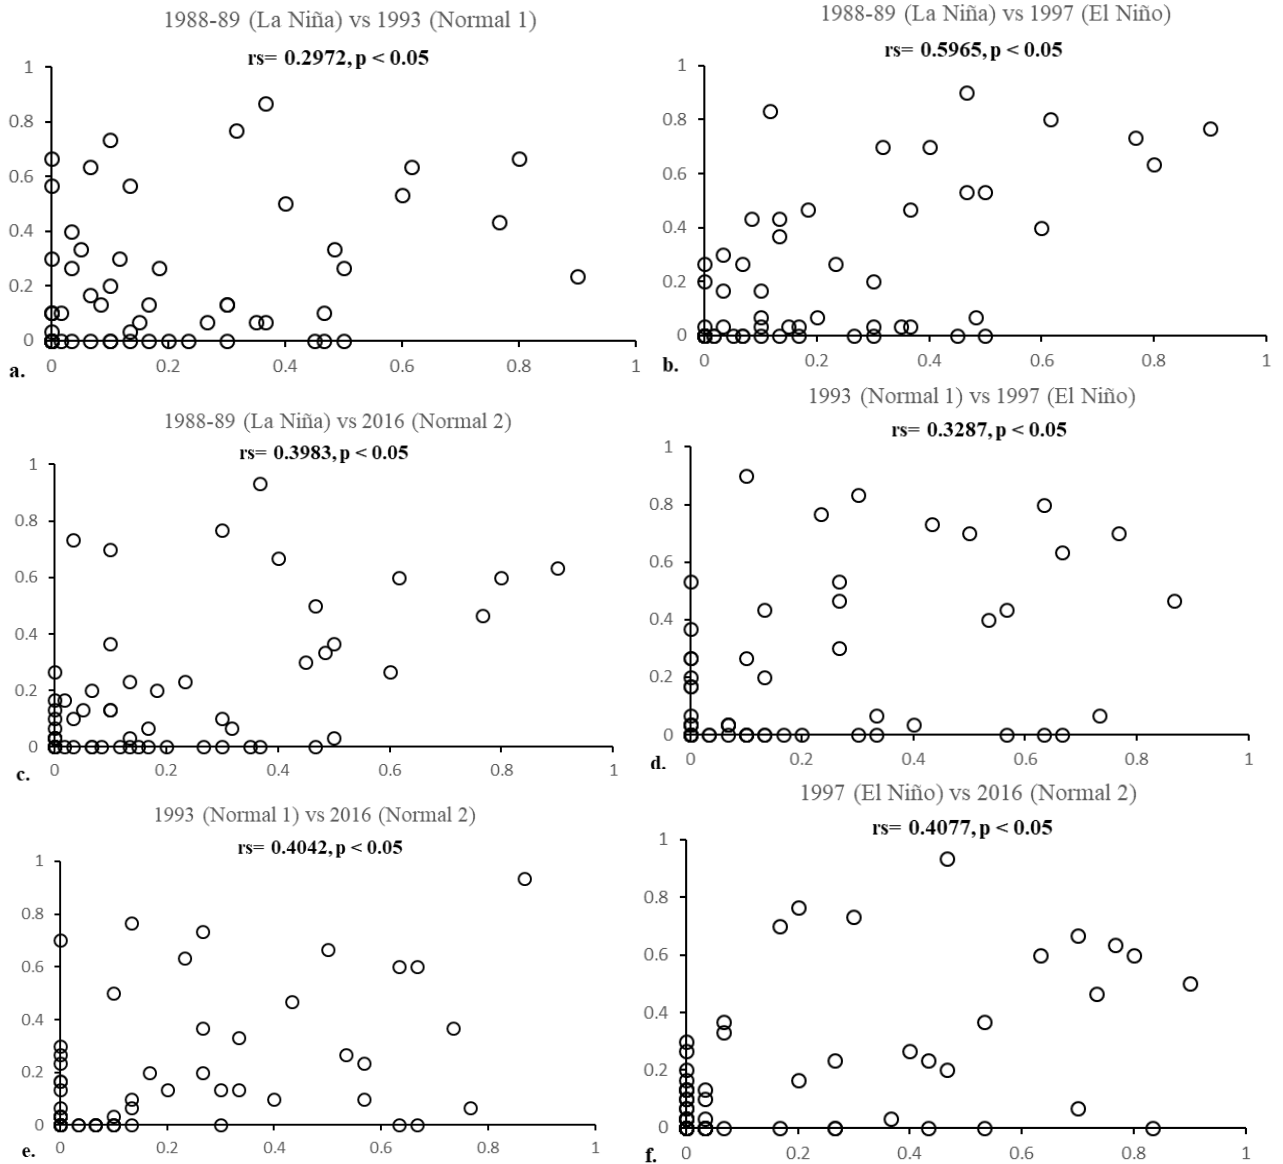 1988-89 (La Niña) vs 1993 (Normal 1)
rs= 0.2972, p < 0.05
1
0.8
0.6
0.4
0.2
0
0 0.2 0.4 0.6 0.8 1
a.
1988-89 (La Niña) vs 1997 (El Niño)
rs= 0.5965, p < 0.05
1
0.8
0.6
0.4
0.2
0
0 0.2 0.4 0.6 0.8 1
b.
1988-89 (La Niña) vs 2016 (Normal 2)
rs= 0.3983, p < 0.05
1
0.8
0.6
0.4
0.2
0
0 0.2 0.4 0.6 0.8 1
c.
1993 (Normal 1) vs 1997 (El Niño)
rs= 0.3287, p < 0.05
1
0.8
0.6
0.4
0.2
0
0 0.2 0.4 0.6 0.8 1
d.
1993 (Normal 1) vs 2016 (Normal 2)
rs= 0.4042, p < 0.05
1
0.8
0.6
0.4
0.2
0
0 0.2 0.4 0.6 0.8 1
e.
1997 (El Niño) vs 2016 (Normal 2)
rs= 0.4077, p < 0.05
1
0.8
0.6
0.4
0.2
0
0 0.2 0.4 0.6 0.8 1
f.